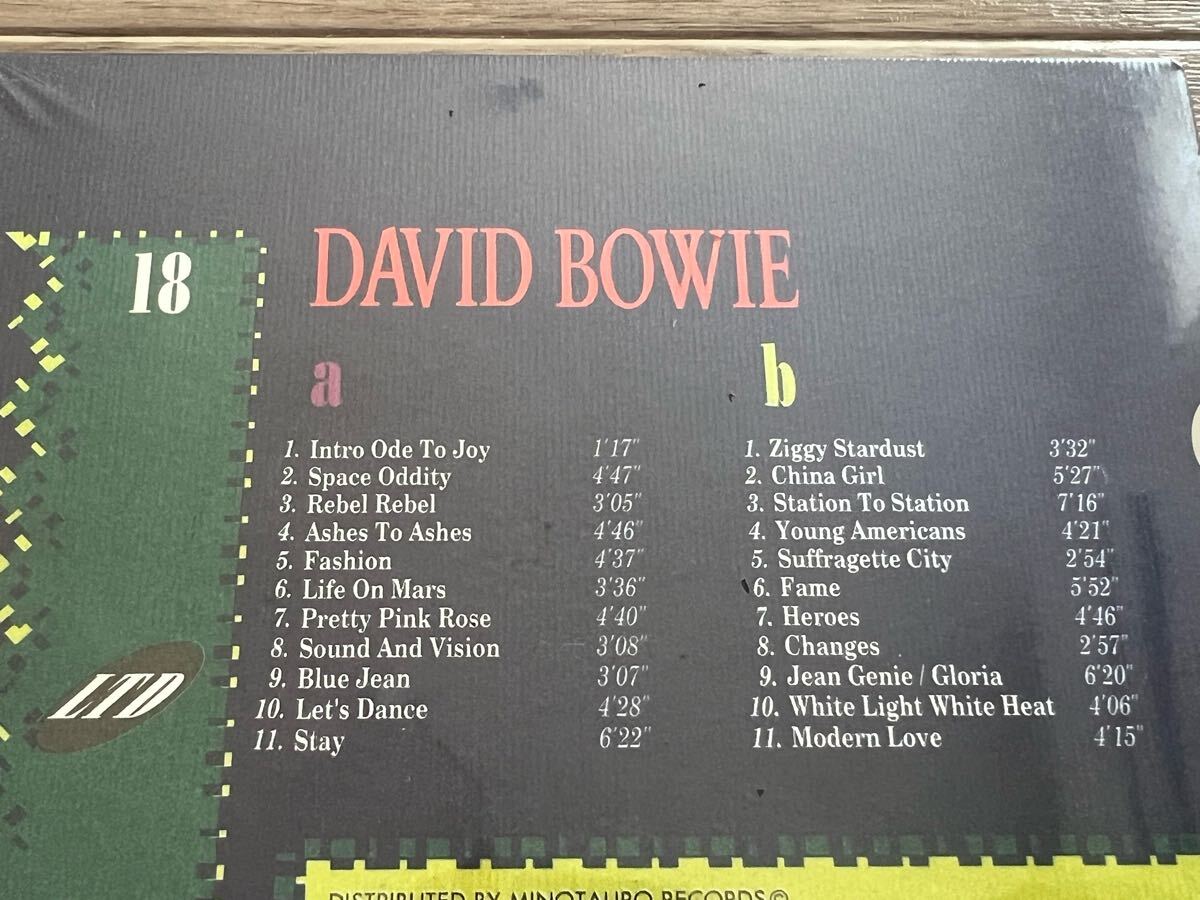 18
DAVID BOWIE
a
1. Intro Ode To Joy 1'17"
2. Space Oddity 4'47"
3. Rebel Rebel 3'05"
4. Ashes To Ashes 4'46"
5. Fashion 4'37"
6. Life On Mars 3'36"
7. Pretty Pink Rose 4'40"
8. Sound And Vision 3'08"
9. Blue Jean 3'07"
10. Let's Dance 4'28"
11. Stay 6'22"
b
1. Ziggy Stardust 3'32"
2. China Girl 5'27"
3. Station To Station 7'16"
4. Young Americans 4'21"
5. Suffragette City 2'54"
6. Fame 5'52"
7. Heroes 4'46"
8. Changes 2'57"
9. Jean Genie / Gloria 6'20"
10. White Light White Heat 4'06"
11. Modern Love 4'15"
LTD
DISTRIBUTED BY MINOTAURO RECORDS©